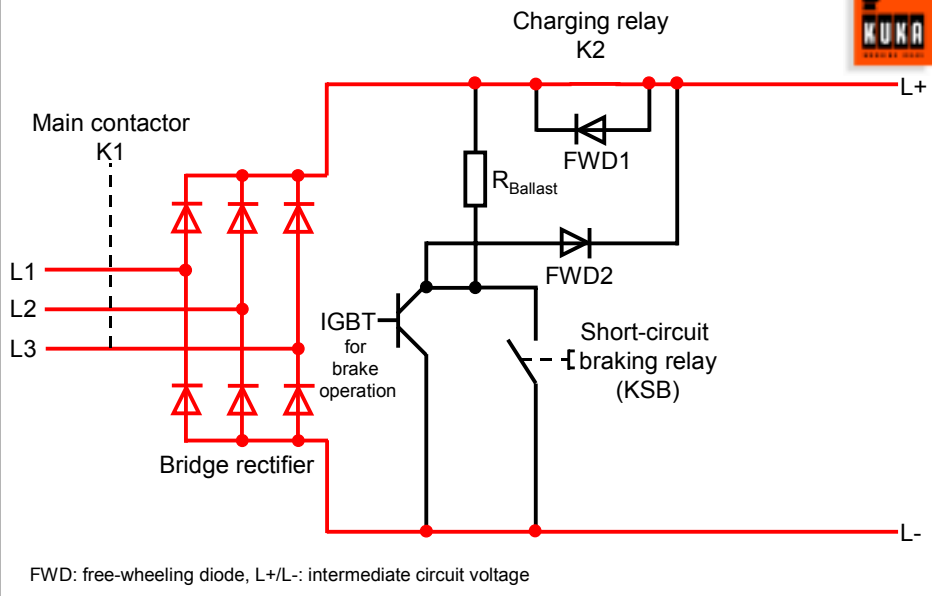 Charging relay
K2
KUKA
L+
Main contactor
K1
FWD1
RBallast
FWD2
L1
L2
L3
IGBT
for
brake
operation
Short-circuit
braking relay
(KSB)
Bridge rectifier
L-
FWD: free-wheeling diode, L+/L-: intermediate circuit voltage